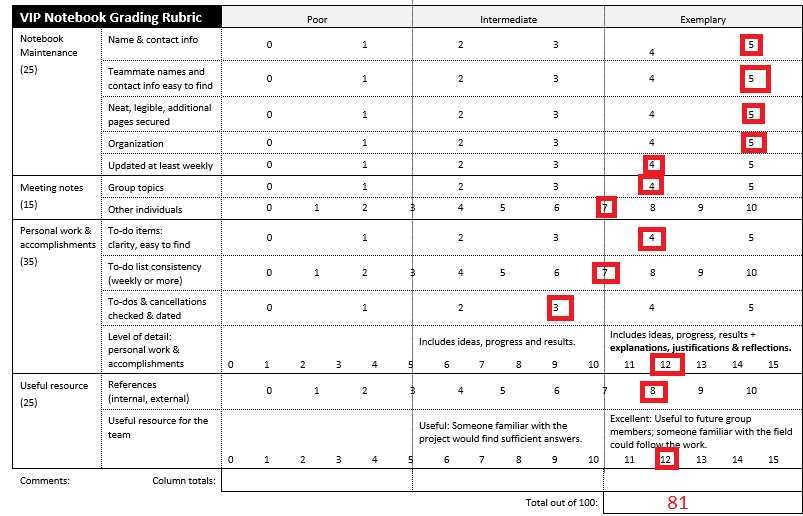 VIP Notebook Grading Rubric Poor Intermediate Exemplary
Notebook Maintenance (25) Name & contact info 0 1 2 3 4 5
Teammate names and contact info easy to find 0 1 2 3 4 5
Neat, legible, additional pages secured 0 1 2 3 4 5
Organization 0 1 2 3 4 5
Updated at least weekly 0 1 2 3 4 5
Meeting notes (15) Group topics 0 1 2 3 4 5
Other individuals 0 1 2 3 4 5 6 7 8 9 10
Personal work & accomplishments (35) To-do items: clarity, easy to find 0 1 2 3 4 5
To-do list consistency (weekly or more) 0 1 2 3 4 5 6 7 8 9 10
To-dos & cancellations checked & dated 0 1 2 3 4 5
Level of detail: personal work & accomplishments
Includes ideas, progress and results.
Includes ideas, progress, results +
explanations, justifications & reflections.
0 1 2 3 4 5 6 7 8 9 10 11 12 13 14 15
Useful resource (25) References (internal, external) 0 1 2 3 4 5 6 7 8 9 10
Useful resource for the team
Useful: Someone familiar with the
project would find sufficient answers.
Excellent: Useful to future group
members; someone familiar with the field
could follow the work.
0 1 2 3 4 5 6 7 8 9 10 11 12 13 14 15
Comments: Column totals:
Total out of 100: 81